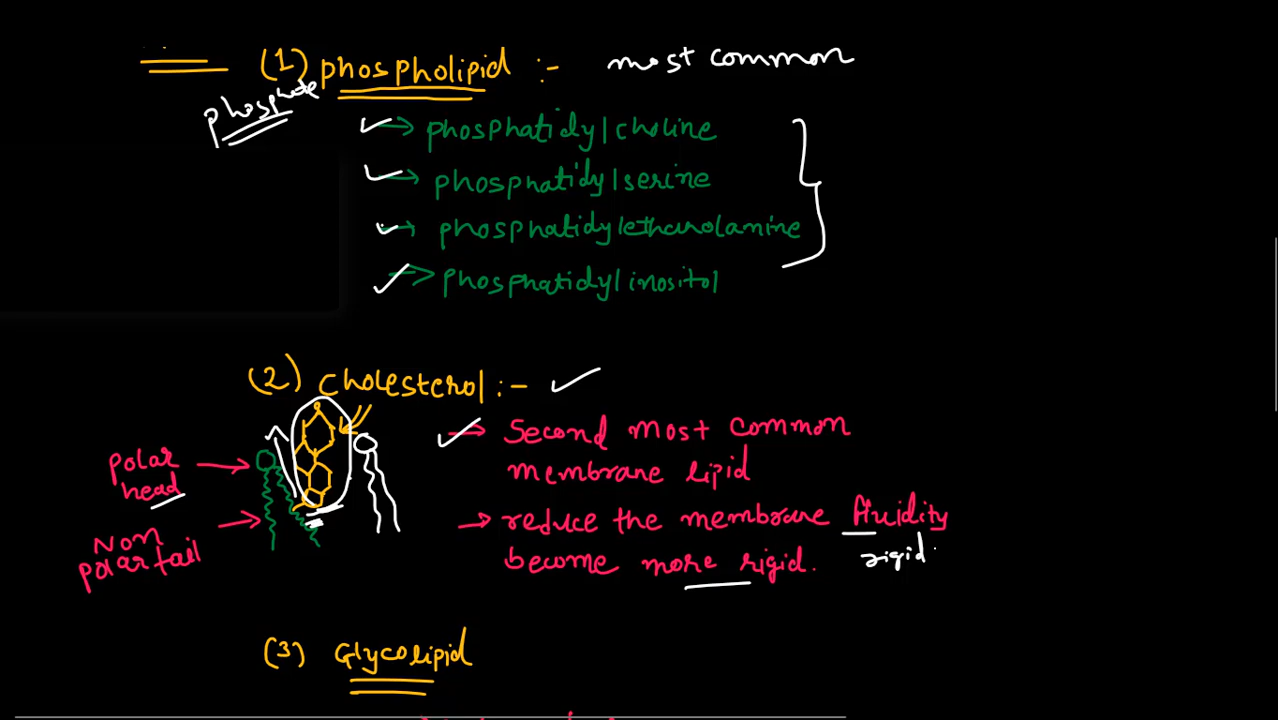 (1) phospholipid :- most common
phosphate
→ phosphatidylcholine
→ phosphatidylserine
→ phosphatidylethanolamine
→ phosphatidylinositol
(2) Cholesterol :-
→ Second most common
membrane lipid
polar
head
→ reduce the membrane fluidity
become more rigid.
rigid
Non
polar tail
(3) Glycolipid